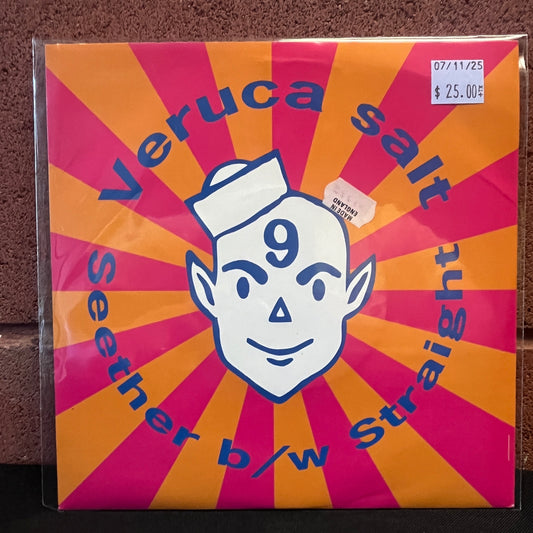 Veruca salt
07/11/25
$ 25.00
MADE IN
ENGLAND
9
Seether b/w Straight